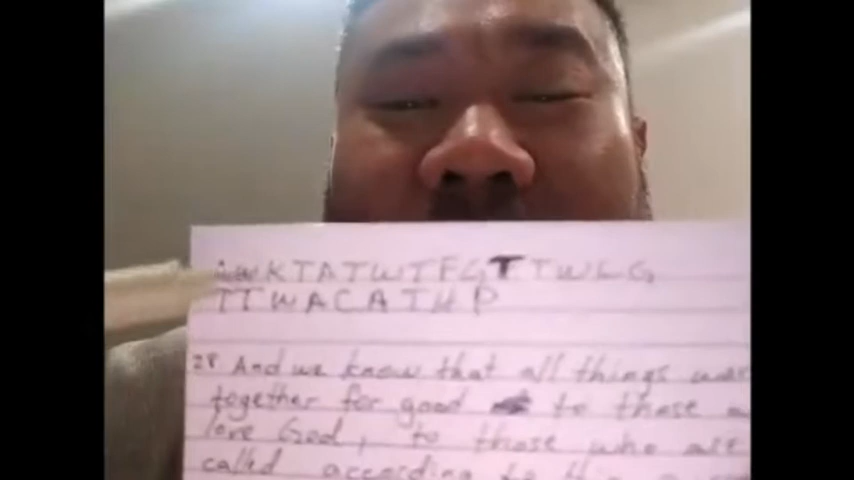 AWKTATWTFGTTWLG
TTWACATHP
28 And we know that all things
together for good to those
love God, to those who are
called according to